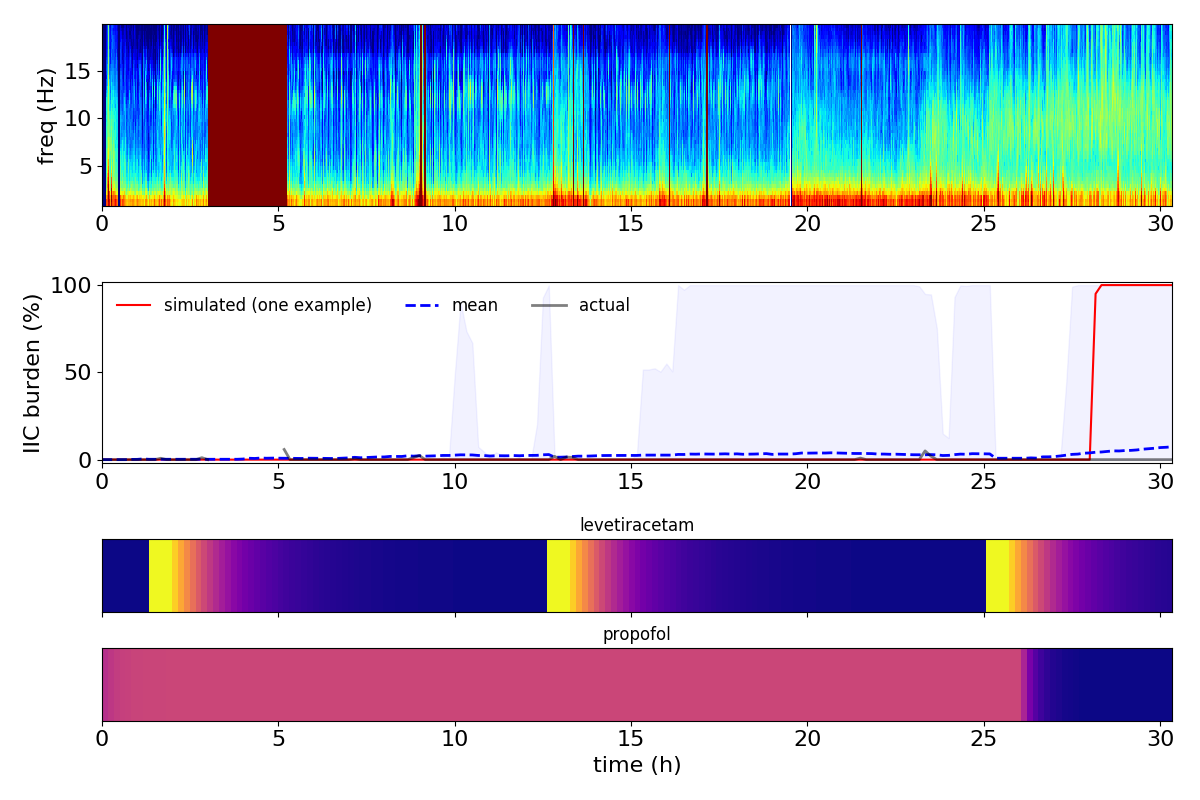 freq (Hz)
15
10
5
0 5 10 15 20 25 30
IIC burden (%)
100
50
0
simulated (one example) mean actual
0 5 10 15 20 25 30
levetiracetam
propofol
0 5 10 15 20 25 30
time (h)